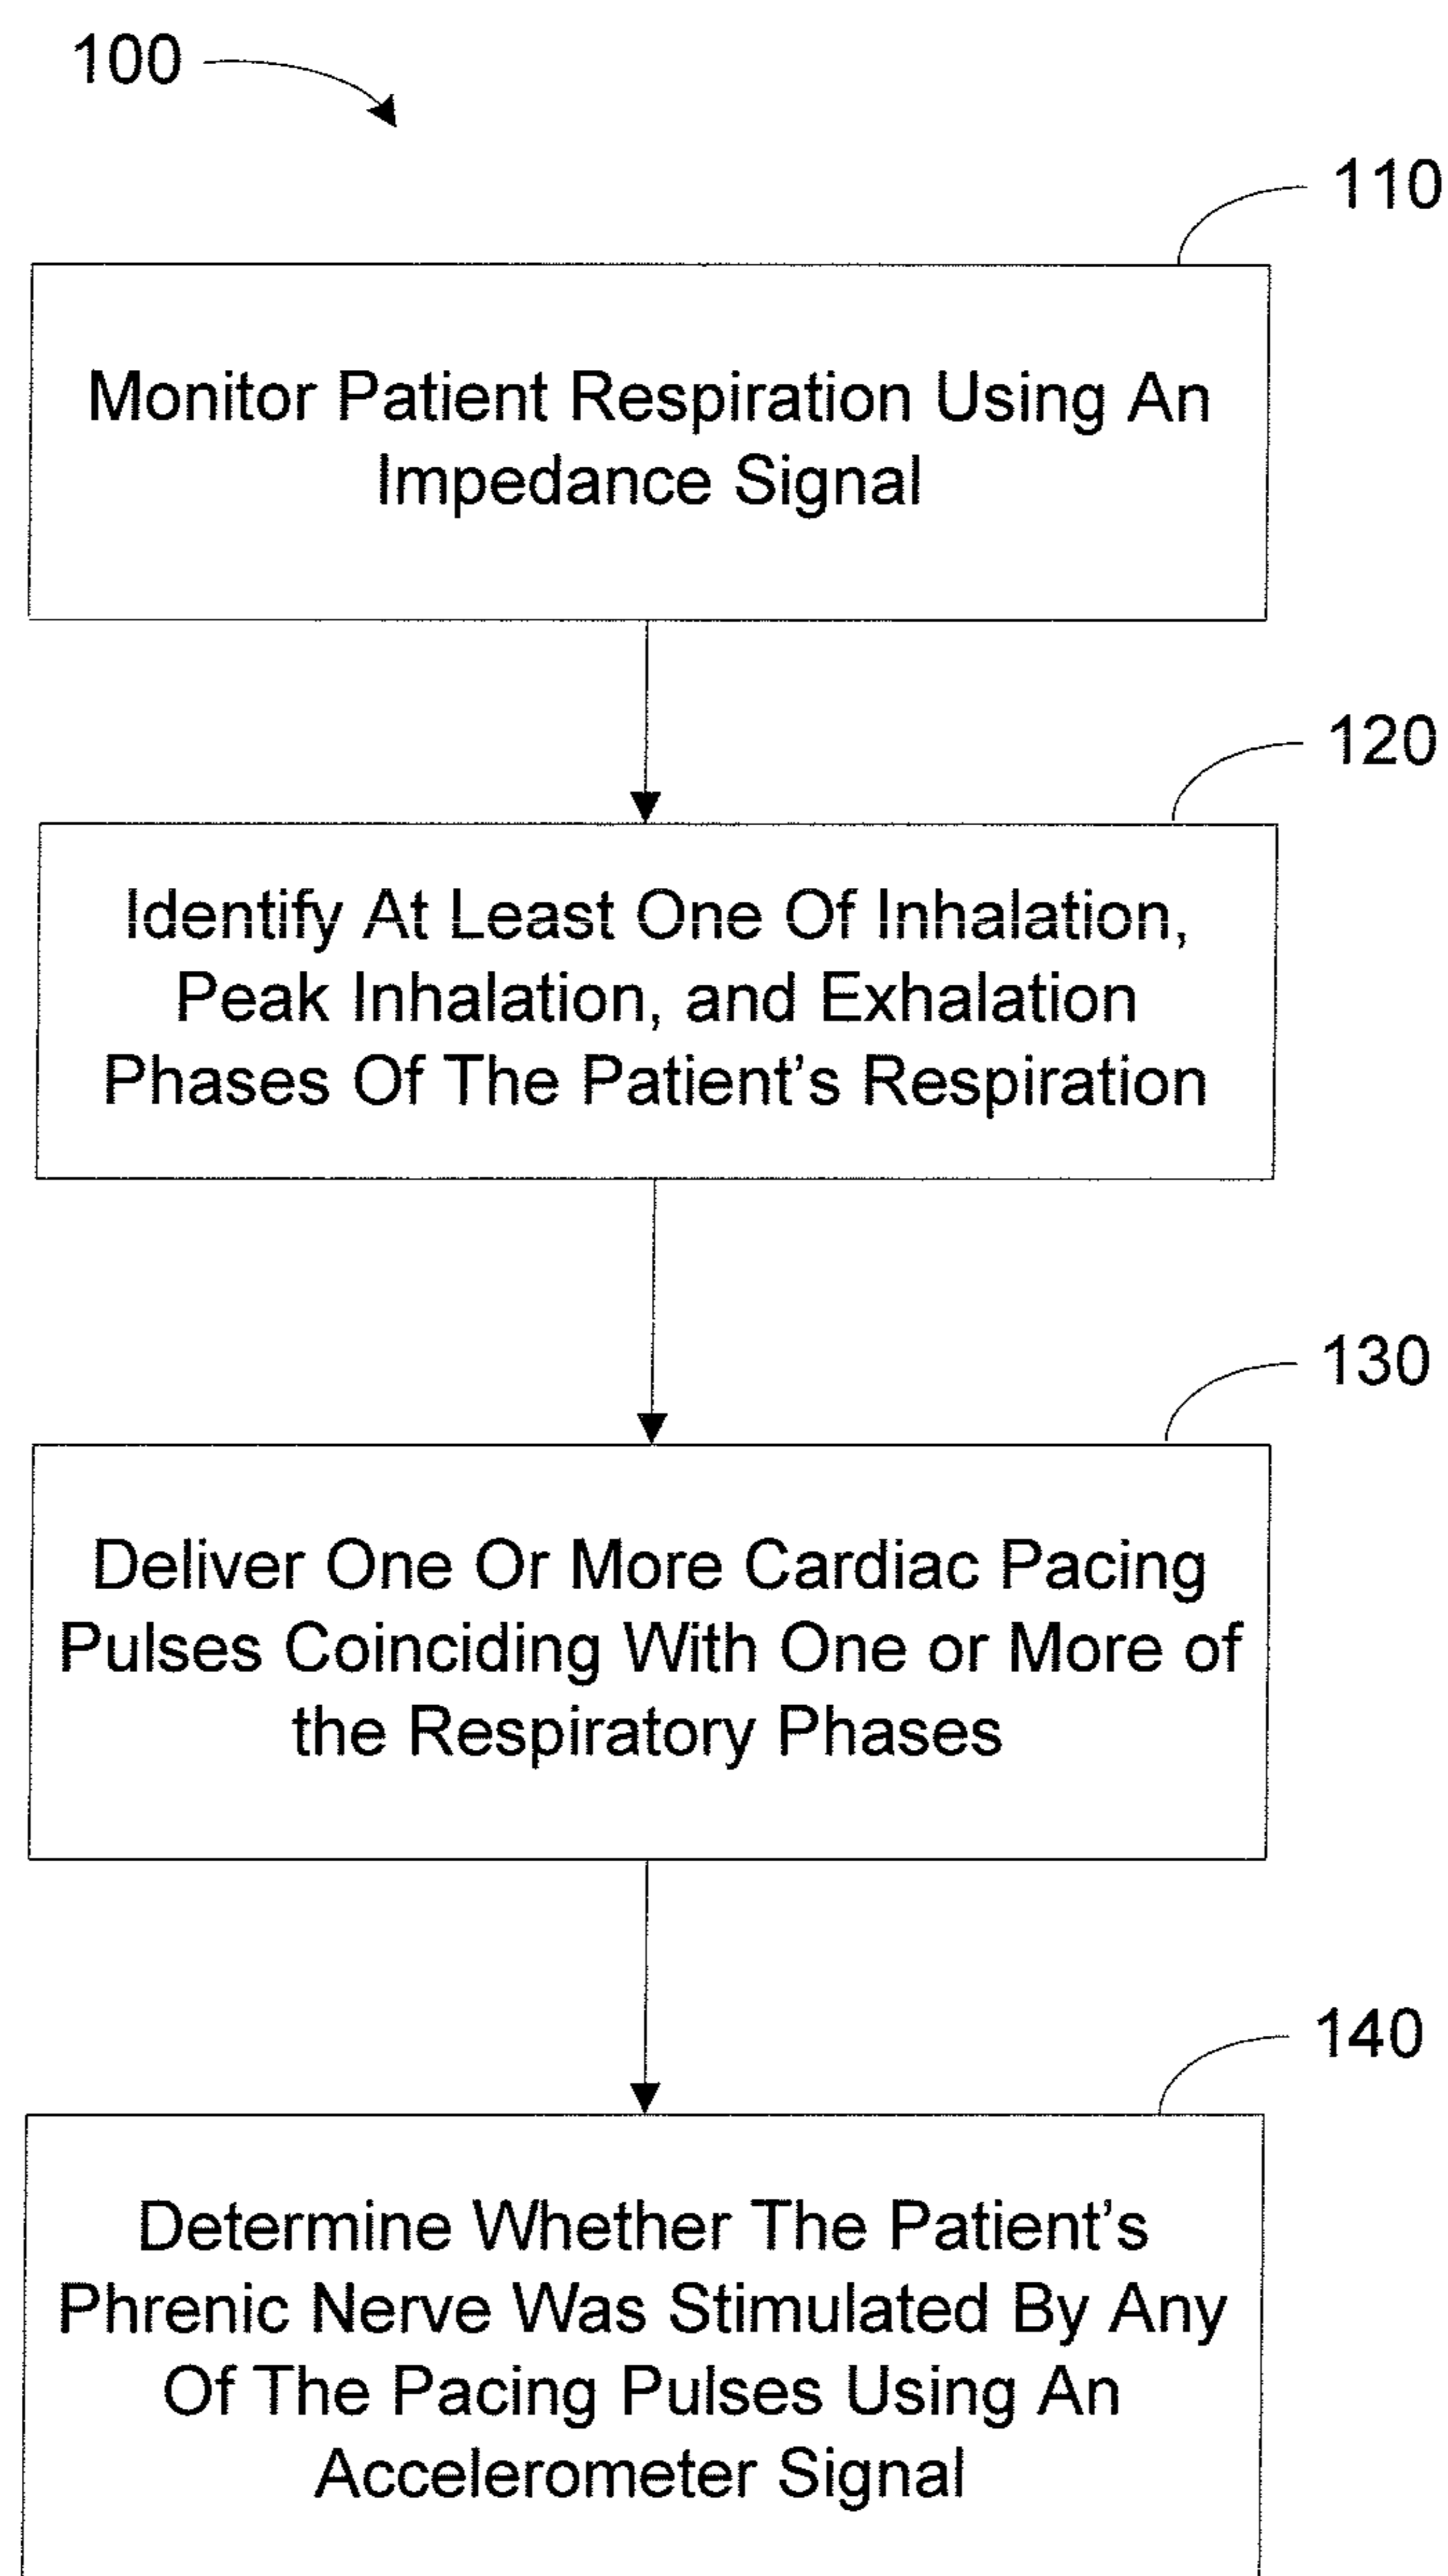 100
110
Monitor Patient Respiration Using An
Impedance Signal
120
Identify At Least One Of Inhalation,
Peak Inhalation, and Exhalation
Phases Of The Patient’s Respiration
130
Deliver One Or More Cardiac Pacing
Pulses Coinciding With One or More of
the Respiratory Phases
140
Determine Whether The Patient’s
Phrenic Nerve Was Stimulated By Any
Of The Pacing Pulses Using An
Accelerometer Signal